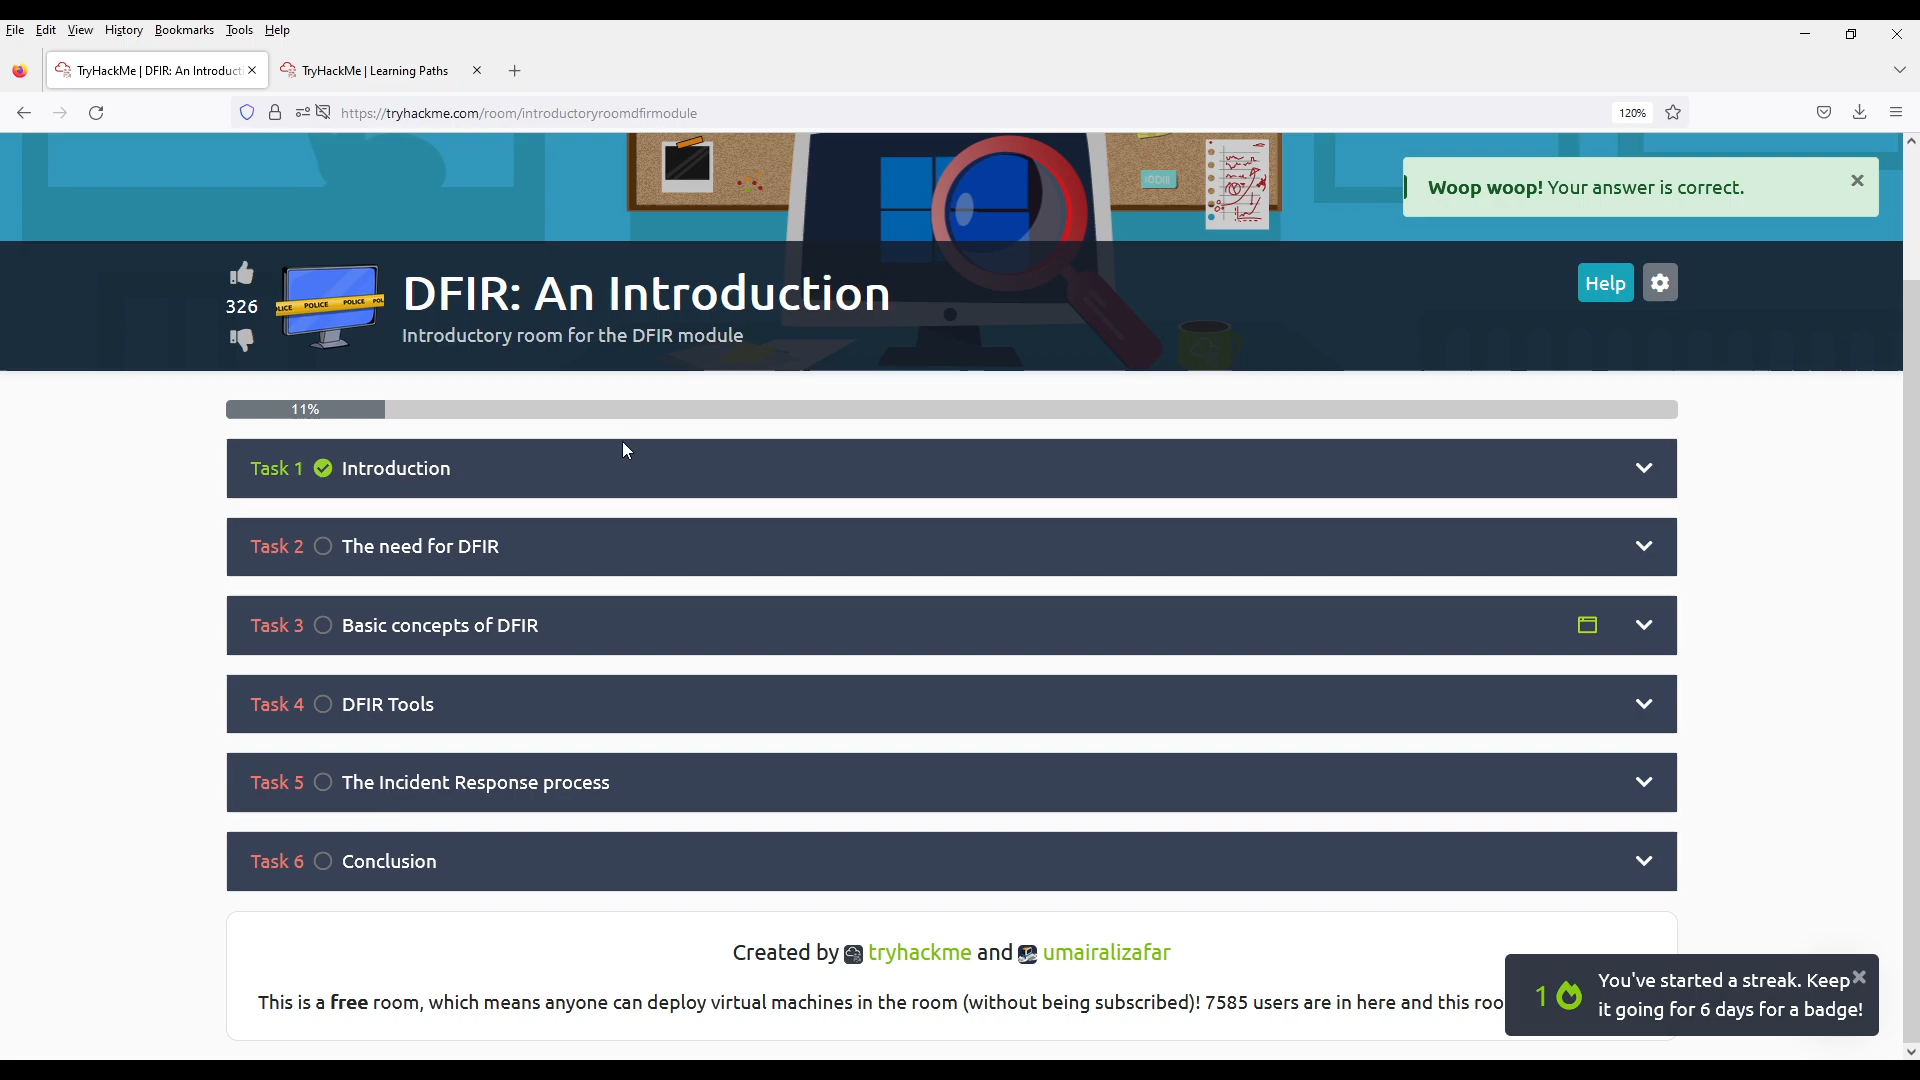 File Edit View History Bookmarks Tools Help
TryHackMe | DFIR: An Introducti
TryHackMe | Learning Paths
https://tryhackme.com/room/introductoryroomdfirmodule
120%
Woop woop! Your answer is correct.
326
POLICE POLICE
DFIR: An Introduction
Introductory room for the DFIR module
Help
11%
Task 1 Introduction
Task 2 The need for DFIR
Task 3 Basic concepts of DFIR
Task 4 DFIR Tools
Task 5 The Incident Response process
Task 6 Conclusion
Created by tryhackme and umairalizafar
This is a free room, which means anyone can deploy virtual machines in the room (without being subscribed)! 7585 users are in here and this roo
1 You've started a streak. Keep
it going for 6 days for a badge!